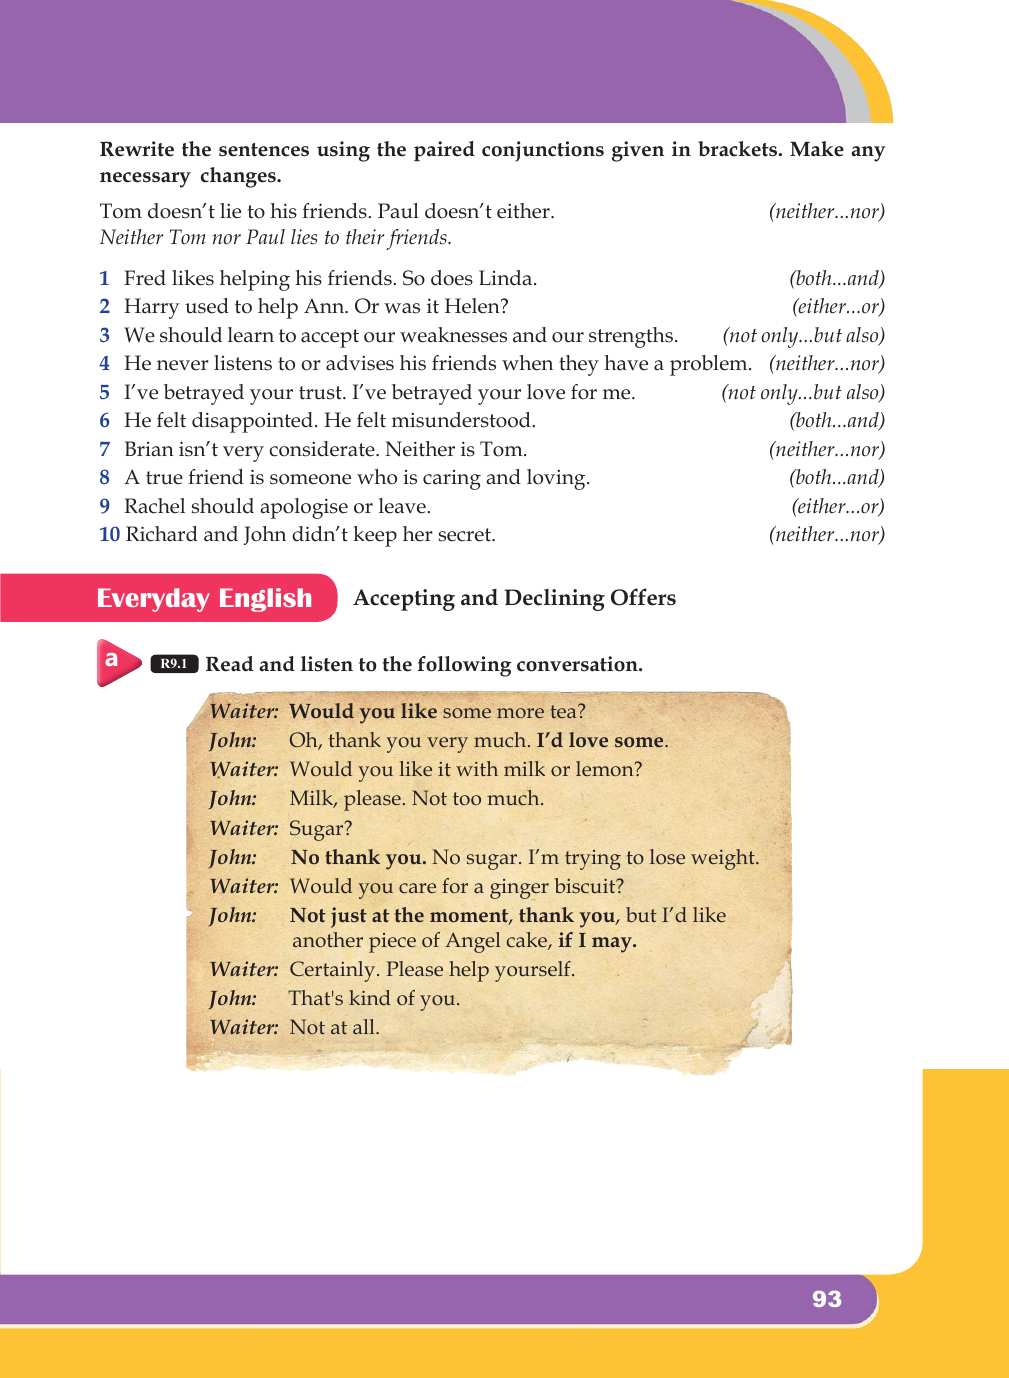 Rewrite the sentences using the paired conjunctions given in brackets. Make any
necessary changes.
Tom doesn’t lie to his friends. Paul doesn’t either. (neither...nor)
Neither Tom nor Paul lies to their friends.
1 Fred likes helping his friends. So does Linda. (both...and)
2 Harry used to help Ann. Or was it Helen? (either...or)
3 We should learn to accept our weaknesses and our strengths. (not only...but also)
4 He never listens to or advises his friends when they have a problem. (neither...nor)
5 I’ve betrayed your trust. I’ve betrayed your love for me. (not only...but also)
6 He felt disappointed. He felt misunderstood. (both...and)
7 Brian isn’t very considerate. Neither is Tom. (neither...nor)
8 A true friend is someone who is caring and loving. (both...and)
9 Rachel should apologise or leave. (either...or)
10 Richard and John didn’t keep her secret. (neither...nor)
Everyday English Accepting and Declining Offers
a R9.1 Read and listen to the following conversation.
Waiter: Would you like some more tea?
John: Oh, thank you very much. I’d love some.
Waiter: Would you like it with milk or lemon?
John: Milk, please. Not too much.
Waiter: Sugar?
John: No thank you. No sugar. I’m trying to lose weight.
Waiter: Would you care for a ginger biscuit?
John: Not just at the moment, thank you, but I’d like
another piece of Angel cake, if I may.
Waiter: Certainly. Please help yourself.
John: That's kind of you.
Waiter: Not at all.
93